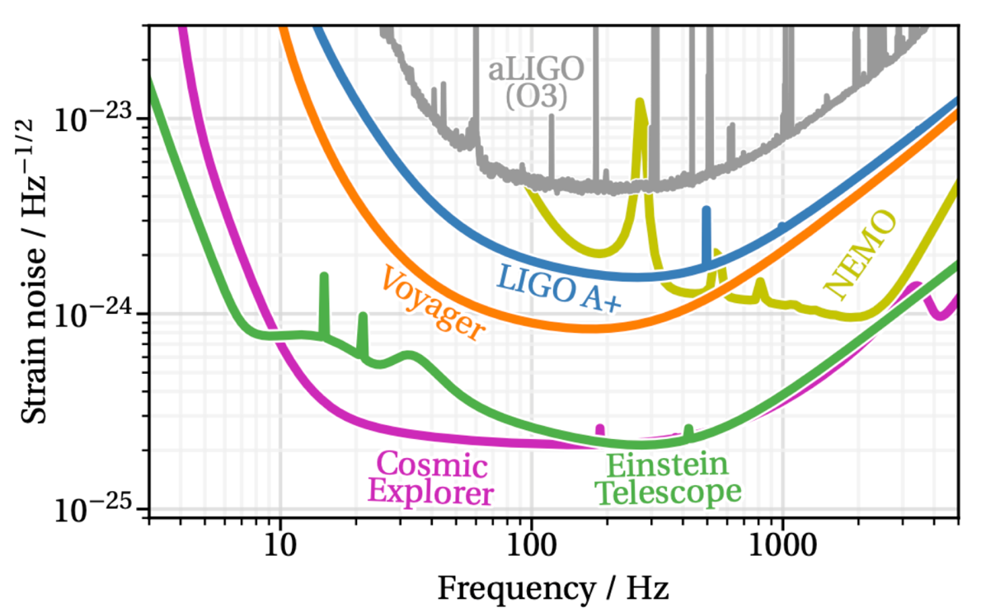 aLIGO
(O3)
10−23
NEMO
LIGO A+
Voyager
10−24
Strain noise / Hz−1/2
Cosmic
Explorer
Einstein
Telescope
10−25
10
100
1000
Frequency / Hz